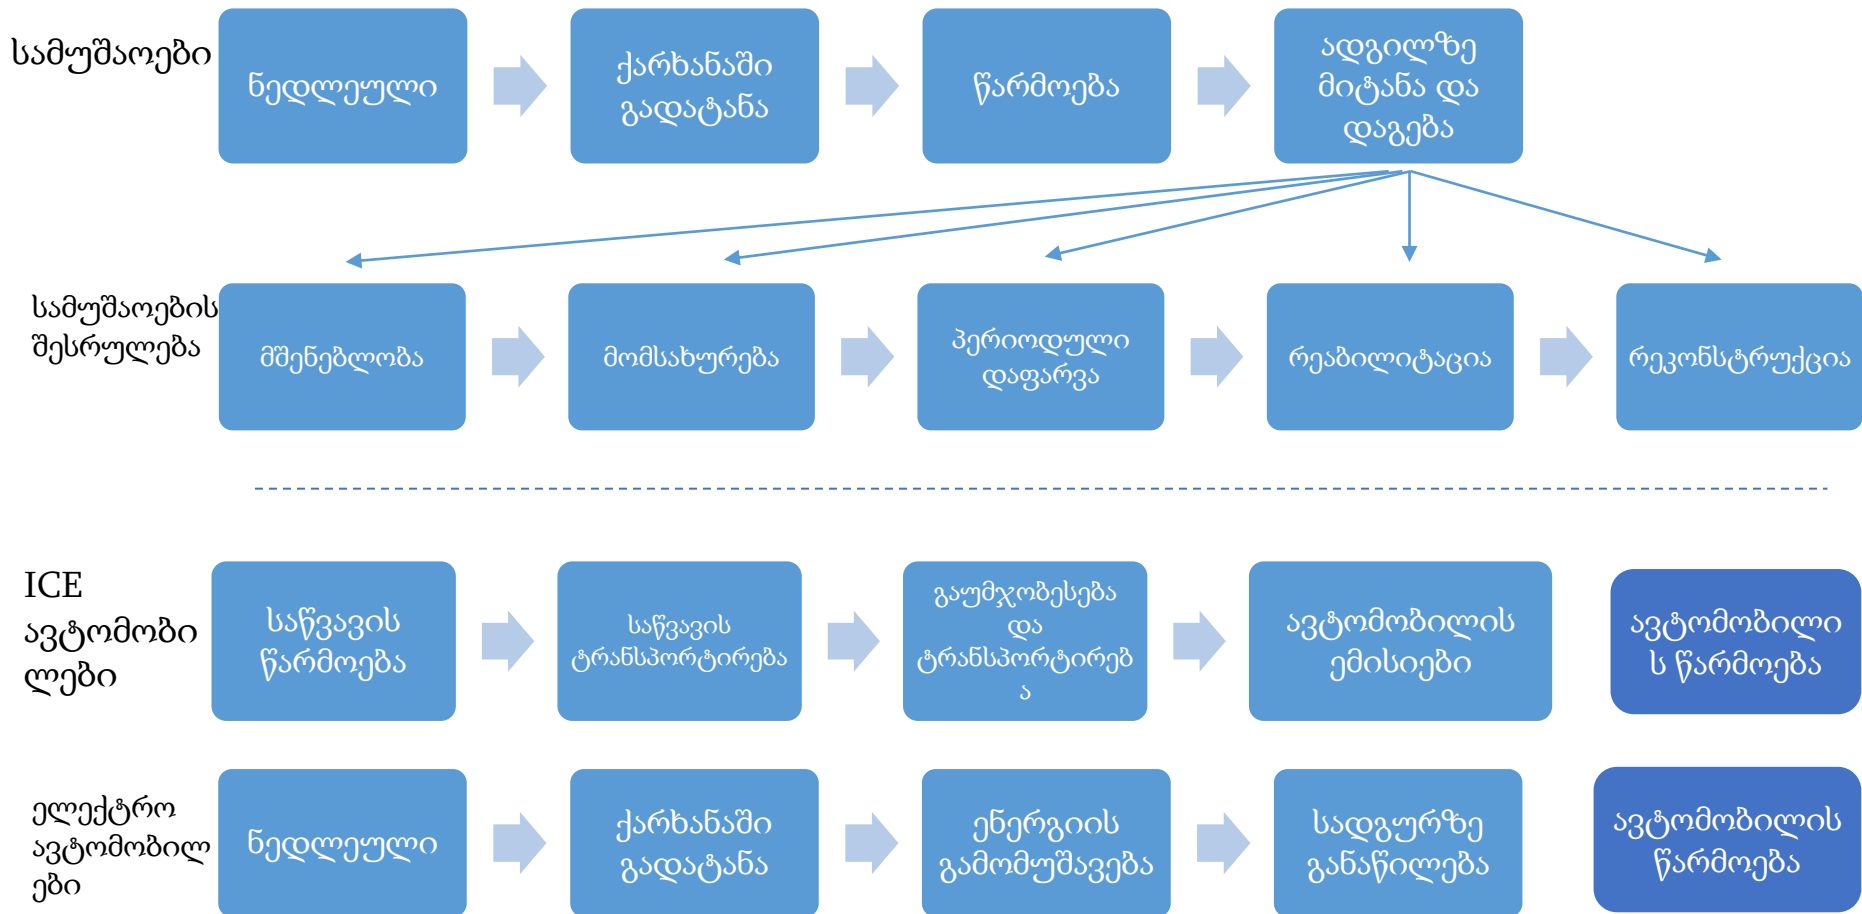 სამუშაოები
ნედლეული
ქარხანაში
გადატანა
წარმოება
ადგილზე
მიტანა და
დაგება
სამუშაოების
შესრულება
მშენებლობა
მომსახურება
პერიოდული
დაფარვა
რეაბილიტაცია
რეკონსტრუქცია
ICE
ავტომობი
ლები
საწვავის
წარმოება
საწვავის
ტრანსპორტირება
გაუმჯობესება
და
ტრანსპორტირებ
ა
ავტომობილის
ემისიები
ავტომობილი
ს წარმოება
ელექტრო
ავტომობილ
ები
ნედლეული
ქარხანაში
გადატანა
ენერგიის
გამომუშავება
სადგურზე
განაწილება
ავტომობილის
წარმოება